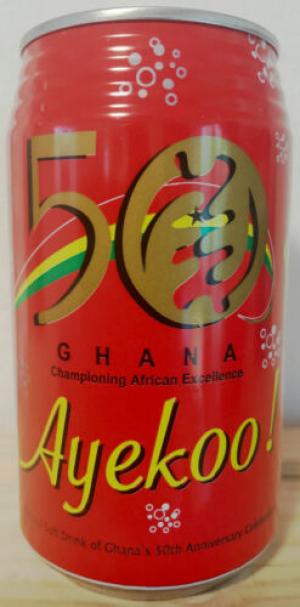 50
GHANA
Championing African Excellence
Ayekoo!
Soft Drink of Ghana's 50th Anniversary